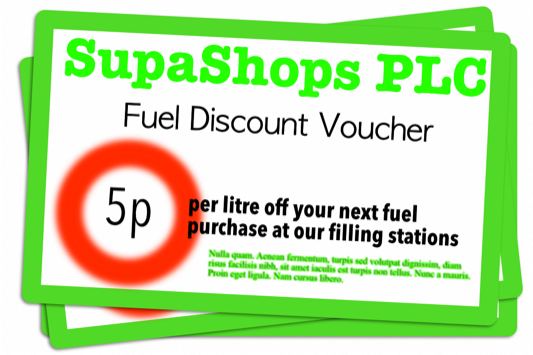 SupaShops PLC
Fuel Discount Voucher
5p
per litre off your next fuel
purchase at our filling stations
Nulla quam. Aenean fermentum, turpis sed volutpat dignissim, diam
risus facilisis nibh, sit amet iaculis est turpis non tellus. Nunc a mauris.
Proin eget ligula. Nam cursus libero.